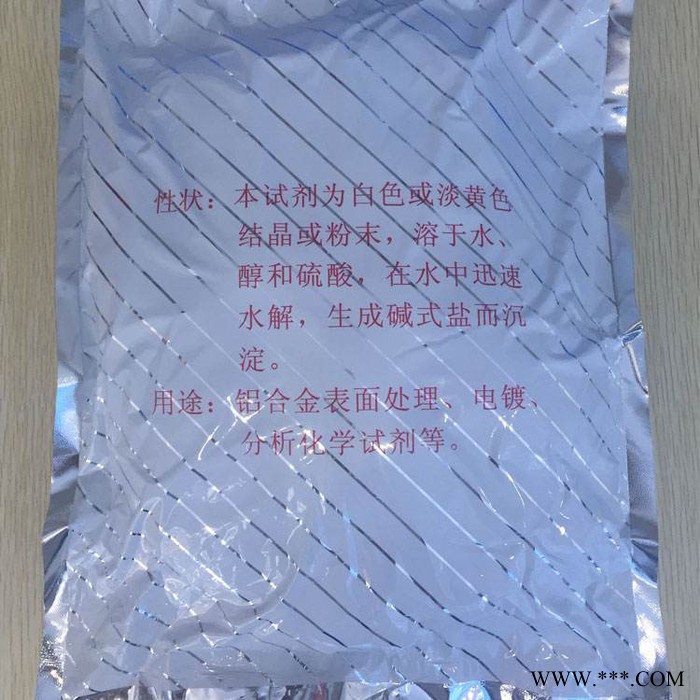 性状：本试剂为白色或淡黄色
结晶或粉末，溶于水、
醇和硫酸，在水中迅速
水解，生成碱式盐而沉
淀。
用途：铝合金表面处理、电镀、
分析化学试剂等。
WWW.***.COM